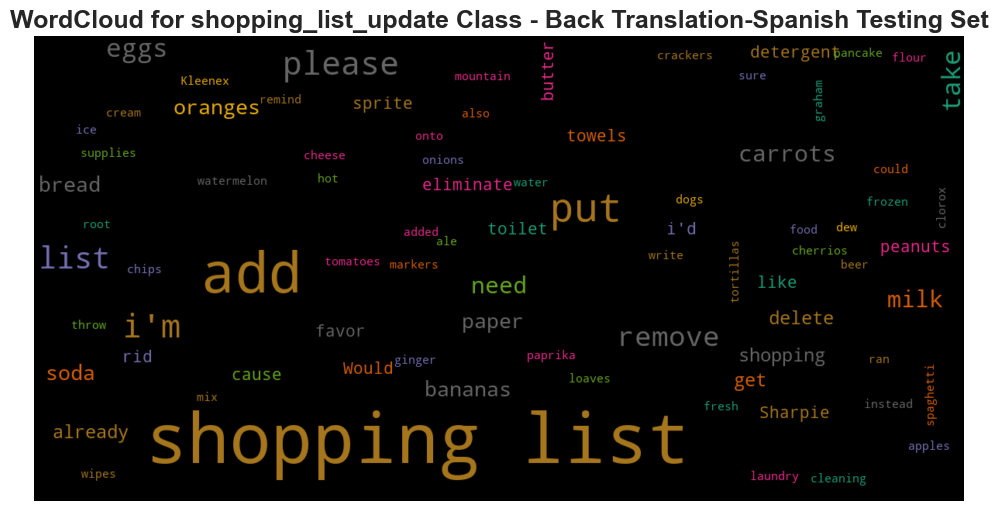 WordCloud for shopping_list_update Class - Back Translation-Spanish Testing Set
eggs
please
mountain
butter
crackers
detergent
pancake
flour
take
Kleenex
sure
graham
cream
oranges
remind
sprite
also
ice
onto
towels
supplies
cheese
onions
carrots
could
bread
watermelon
hot
eliminate
water
put
dogs
frozen
clorox
root
added
ale
toilet
i'd
food
dew
list
chips
add
tomatoes
markers
write
tortillas
cherrios
beer
peanuts
need
like
milk
throw
i'm
favor
paper
remove
delete
rid
ginger
paprika
shopping
ran
soda
cause
Would
bananas
loaves
get
spaghetti
mix
fresh
Sharpie
instead
already
shopping list
apples
wipes
laundry
cleaning